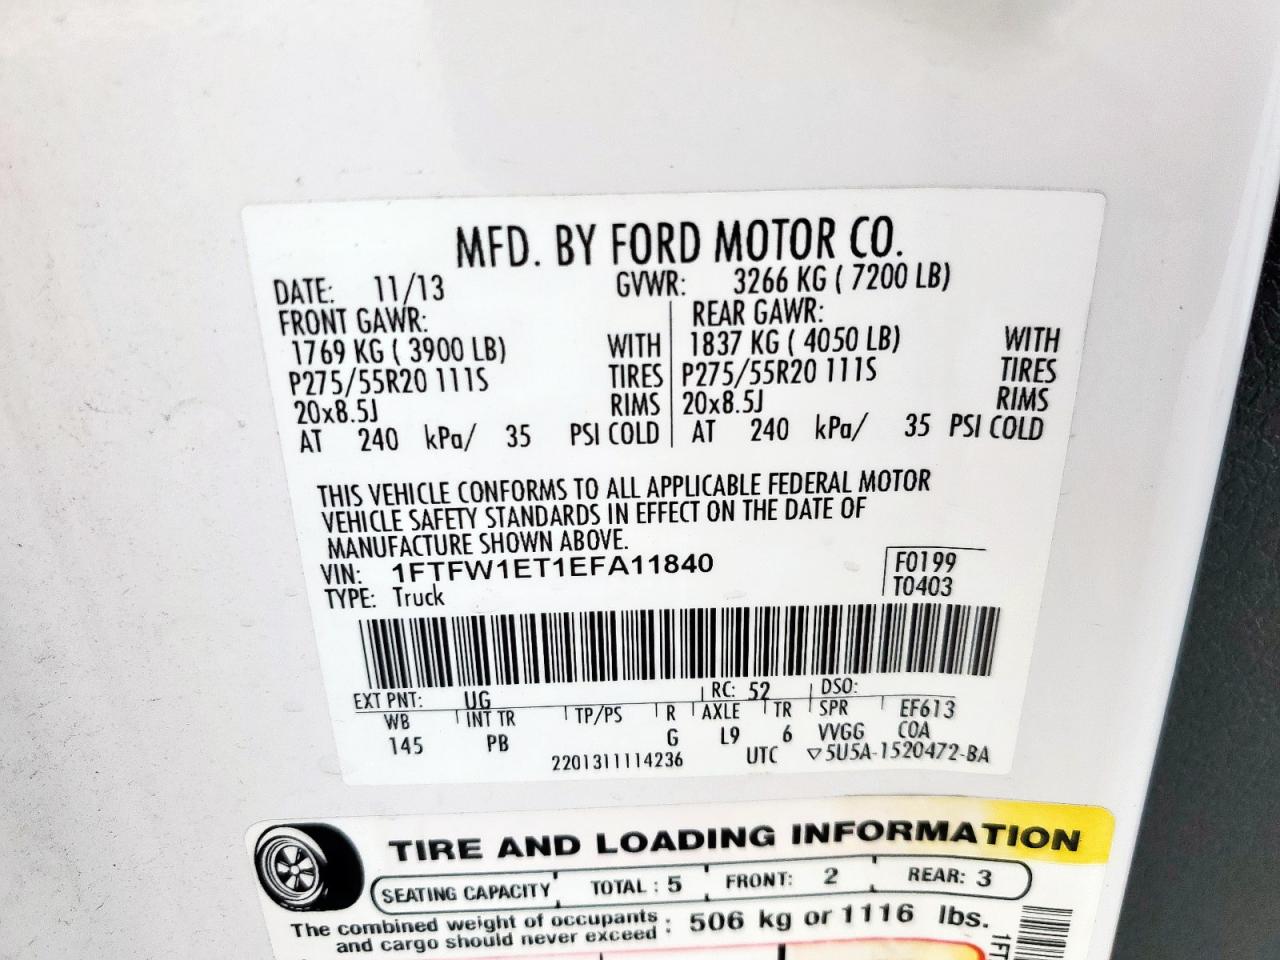 MFD. BY FORD MOTOR CO.
DATE: 11/13 GVWR: 3266 KG ( 7200 LB)
FRONT GAWR: REAR GAWR:
1769 KG ( 3900 LB) WITH 1837 KG ( 4050 LB) WITH
P275/55R20 111S TIRES P275/55R20 111S TIRES
20x8.5J RIMS 20x8.5J RIMS
AT 240 kPa/ 35 PSI COLD AT 240 kPa/ 35 PSI COLD
THIS VEHICLE CONFORMS TO ALL APPLICABLE FEDERAL MOTOR
VEHICLE SAFETY STANDARDS IN EFFECT ON THE DATE OF
MANUFACTURE SHOWN ABOVE.
VIN: 1FTFW1ET1EFA11840 F0199
TYPE: Truck T0403
EXT PNT: UG RC: 52 DSO:
WB INT TR TP/PS R AXLE TR SPR EF613
145 PB G L9 6 VVGG COA
2201311114236 UTC ▽5U5A-1520472-BA
TIRE AND LOADING INFORMATION
SEATING CAPACITY TOTAL : 5 FRONT: 2 REAR: 3
The combined weight of occupants : 506 kg or 1116 lbs.
and cargo should never exceed
1FT